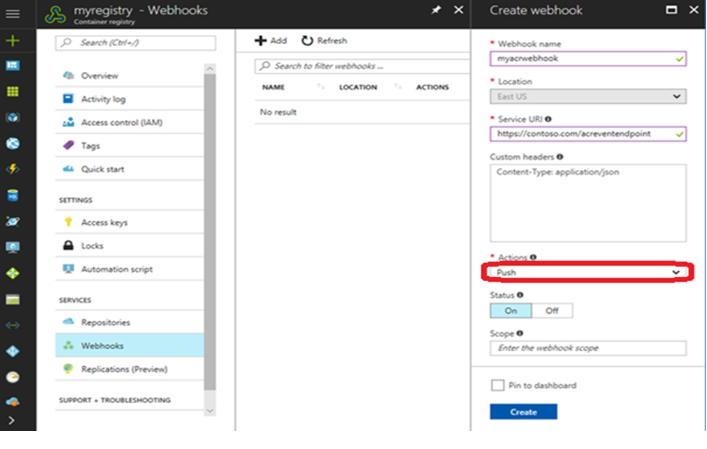 myregistry - Webhooks
Container registry
Search (Ctrl+/)
Overview
Activity log
Access control (IAM)
Tags
Quick start
SETTINGS
Access keys
Locks
Automation script
SERVICES
Repositories
Webhooks
Replications (Preview)
SUPPORT + TROUBLESHOOTING
Add Refresh
Search to filter webhooks ...
NAME LOCATION ACTIONS
No result
Create webhook
* Webhook name
myacrwebhook
* Location
East US
* Service URI
https://contoso.com/acreventendpoint
Custom headers
Content-Type: application/json
* Actions
Push
Status
On Off
Scope
Enter the webhook scope
Pin to dashboard
Create